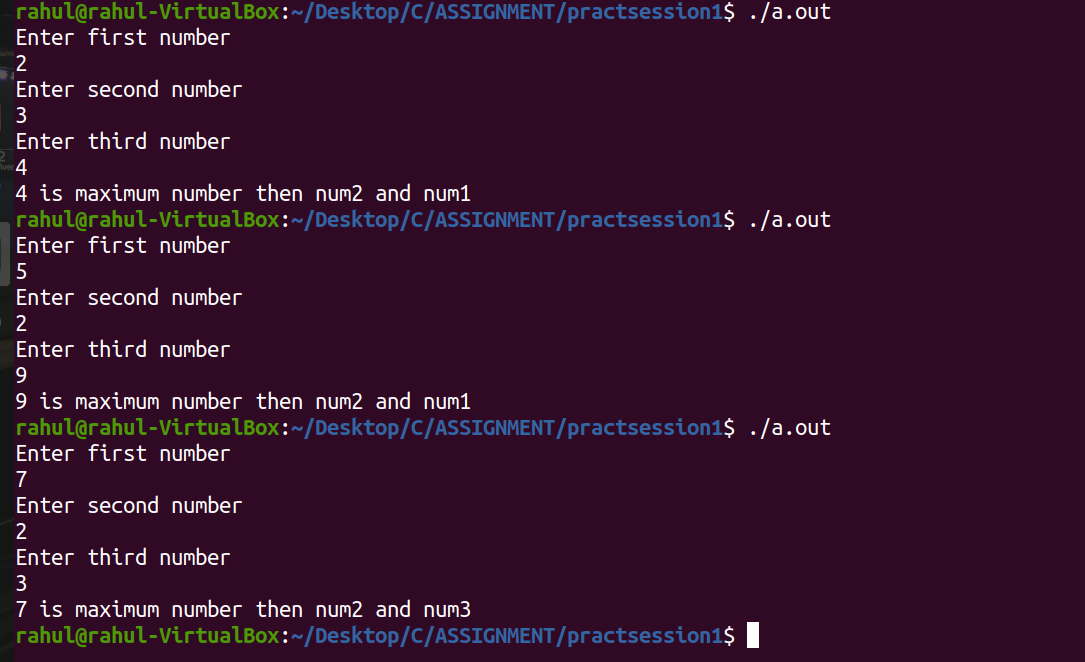 rahul@rahul-VirtualBox:~/Desktop/C/ASSIGNMENT/practsession1$ ./a.out
Enter first number
2
Enter second number
3
Enter third number
4
4 is maximum number then num2 and num1
rahul@rahul-VirtualBox:~/Desktop/C/ASSIGNMENT/practsession1$ ./a.out
Enter first number
5
Enter second number
2
Enter third number
9
9 is maximum number then num2 and num1
rahul@rahul-VirtualBox:~/Desktop/C/ASSIGNMENT/practsession1$ ./a.out
Enter first number
7
Enter second number
2
Enter third number
3
7 is maximum number then num2 and num3
rahul@rahul-VirtualBox:~/Desktop/C/ASSIGNMENT/practsession1$